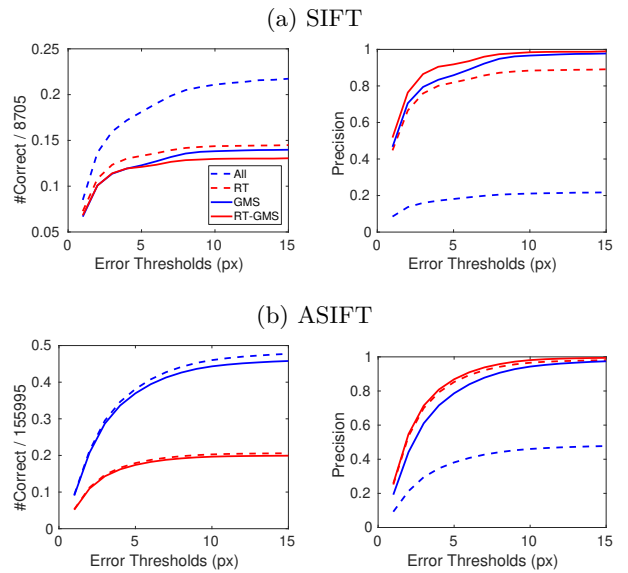 (a) SIFT
0.25
0.2
0.15
0.1
0.05
0
5
10
15
#Correct / 8705
Error Thresholds (px)
All
RT
GMS
RT-GMS
1
0.8
0.6
0.4
0.2
0
0
5
10
15
Precision
Error Thresholds (px)
(b) ASIFT
0.5
0.4
0.3
0.2
0.1
0
0
5
10
15
#Correct / 155995
Error Thresholds (px)
1
0.8
0.6
0.4
0.2
0
0
5
10
15
Precision
Error Thresholds (px)